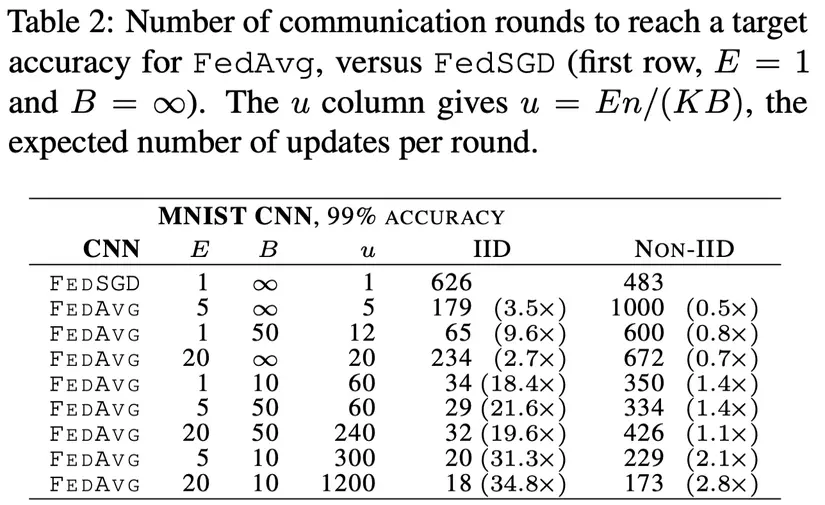 Table 2: Number of communication rounds to reach a target
accuracy for FedAvg, versus FedSGD (first row, E = 1
and B = ∞). The u column gives u = En/(KB), the
expected number of updates per round.
MNIST CNN, 99% ACCURACY
CNN E B u IID NON-IID
FEDSGD 1 ∞ 1 626 483
FEDAVG 5 ∞ 5 179 (3.5×) 1000 (0.5×)
FEDAVG 1 50 12 65 (9.6×) 600 (0.8×)
FEDAVG 20 ∞ 20 234 (2.7×) 672 (0.7×)
FEDAVG 1 10 60 34 (18.4×) 350 (1.4×)
FEDAVG 5 50 60 29 (21.6×) 334 (1.4×)
FEDAVG 20 50 240 32 (19.6×) 426 (1.1×)
FEDAVG 5 10 300 20 (31.3×) 229 (2.1×)
FEDAVG 20 10 1200 18 (34.8×) 173 (2.8×)